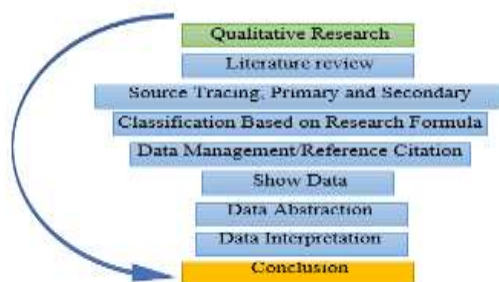 Qualitative Research
Literature review
Source Tracing, Primary and Secondary
Classification Based on Research Formula
Data Management/Reference Citation
Show Data
Data Abstraction
Data Interpretation
Conclusion